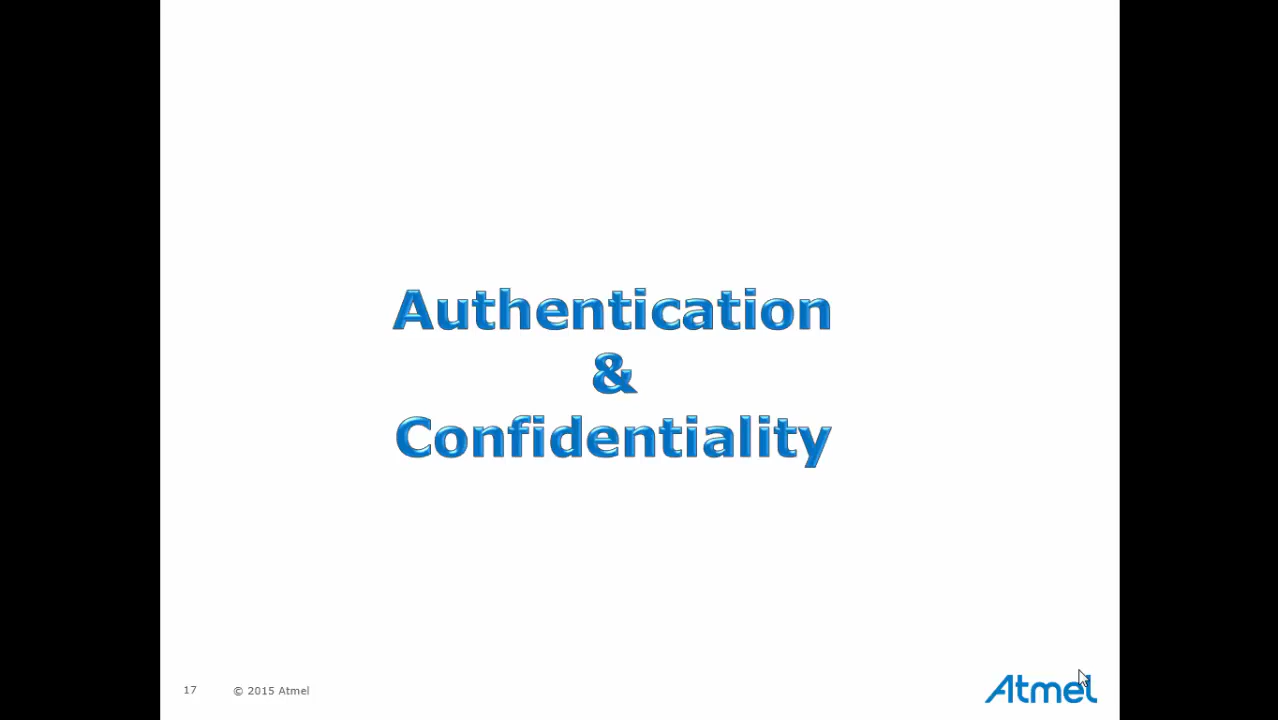 Authentication
&
Confidentiality
17 © 2015 Atmel
Atmel